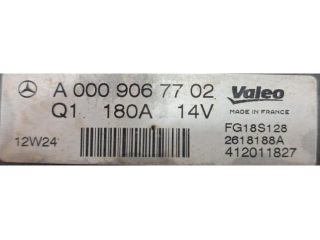 A 000 906 77 02
Q1 180A 14V
12W24
Valeo
MADE IN FRANCE
FG18S128
2618188A
412011827